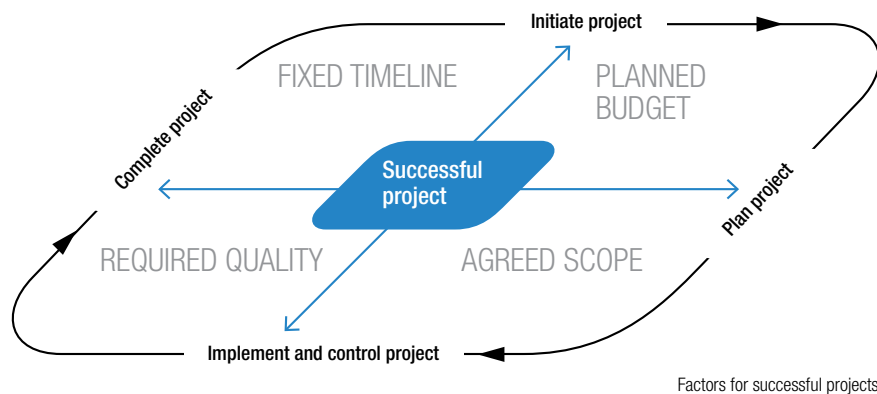 Initiate project
FIXED TIMELINE
PLANNED
BUDGET
Complete project
Successful
project
Plan project
REQUIRED QUALITY
AGREED SCOPE
Implement and control project
Factors for successful projects